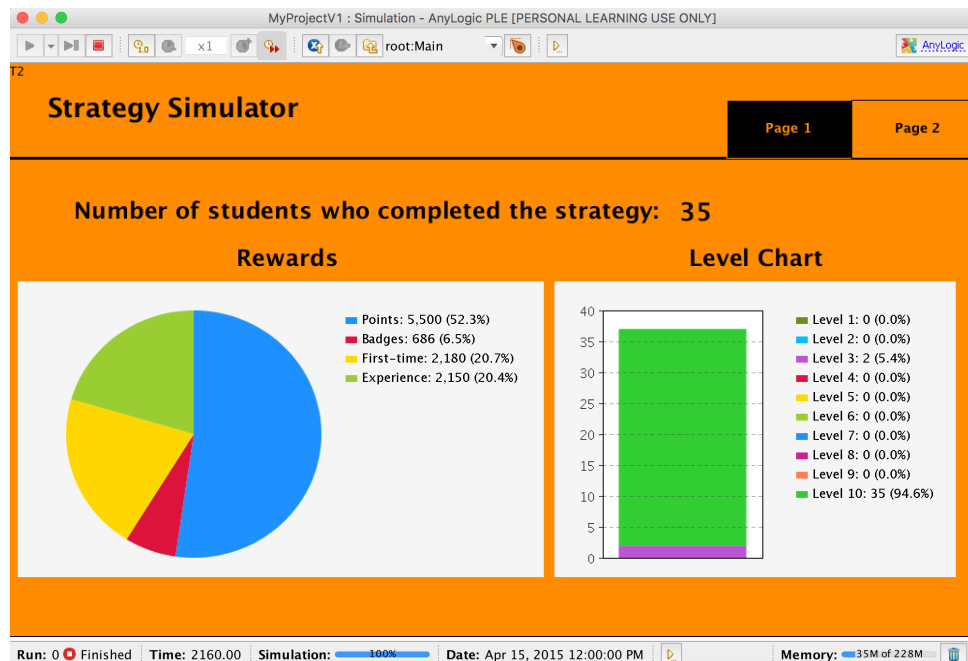 MyProjectV1 : Simulation - AnyLogic PLE [PERSONAL LEARNING USE ONLY]
x1 root:Main AnyLogic
T2
Strategy Simulator
Page 1 Page 2
Number of students who completed the strategy: 35
Rewards
Points: 5,500 (52.3%)
Badges: 686 (6.5%)
First-time: 2,180 (20.7%)
Experience: 2,150 (20.4%)
Level Chart
40
35
30
25
20
15
10
5
0
Level 1: 0 (0.0%)
Level 2: 0 (0.0%)
Level 3: 2 (5.4%)
Level 4: 0 (0.0%)
Level 5: 0 (0.0%)
Level 6: 0 (0.0%)
Level 7: 0 (0.0%)
Level 8: 0 (0.0%)
Level 9: 0 (0.0%)
Level 10: 35 (94.6%)
Run: 0 Finished Time: 2160.00 Simulation: 100% Date: Apr 15, 2015 12:00:00 PM Memory: 35M of 228M